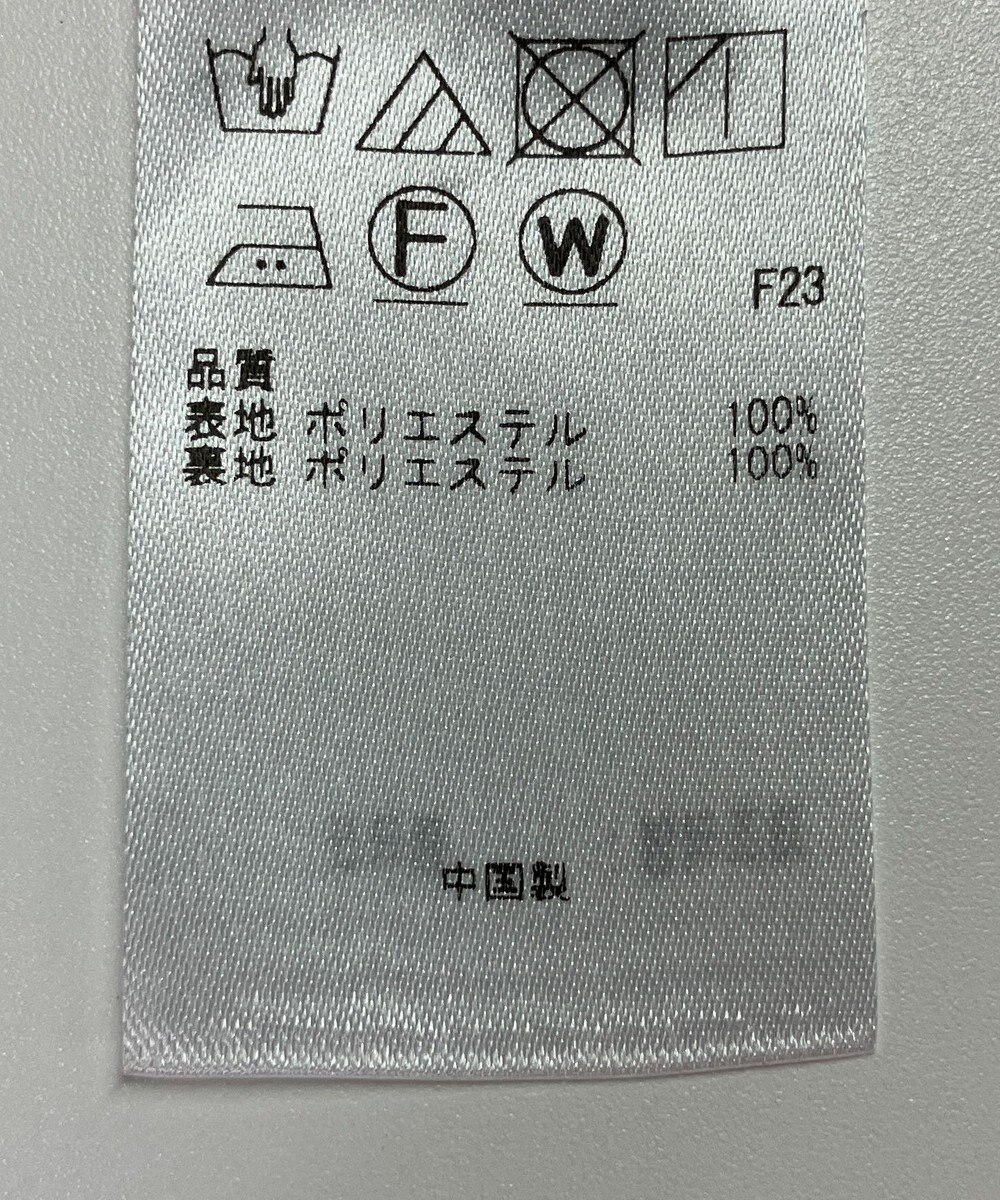 F W F23
品質
表地 ポリエステル 100%
裏地 ポリエステル 100%
中国製